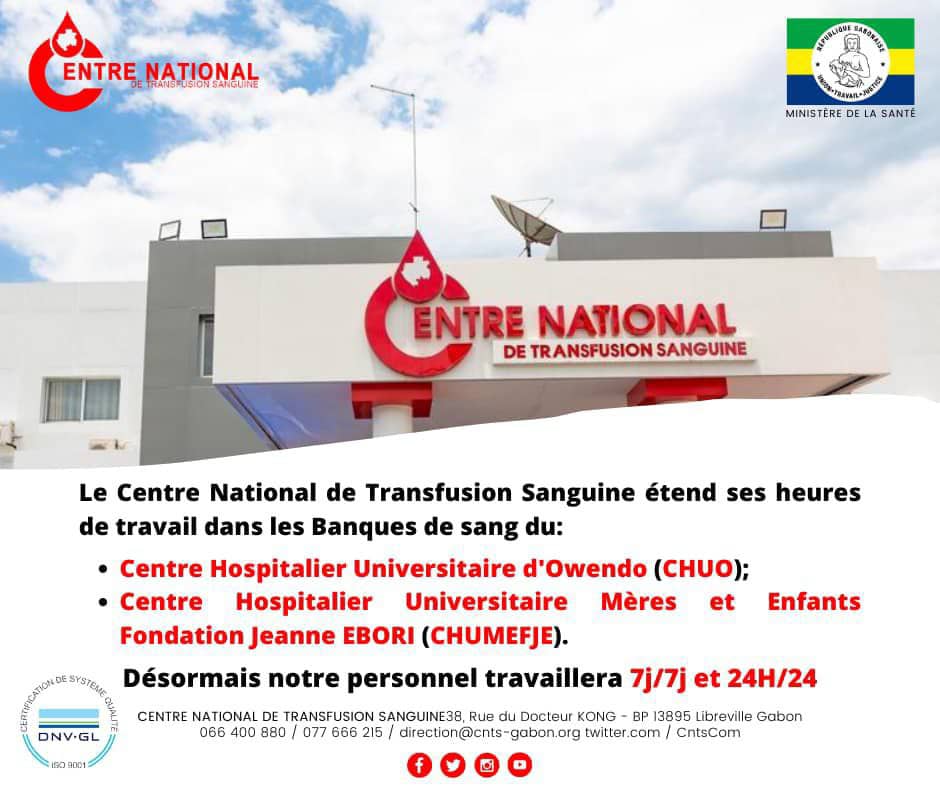 CENTRE NATIONAL
DE TRANSFUSION SANGUINE
RÉPUBLIQUE GABONAISE
UNION•TRAVAIL•JUSTICE
MINISTÈRE DE LA SANTÉ
CENTRE NATIONAL
DE TRANSFUSION SANGUINE
Le Centre National de Transfusion Sanguine étend ses heures
de travail dans les Banques de sang du:
• Centre Hospitalier Universitaire d'Owendo (CHUO);
• Centre Hospitalier Universitaire Mères et Enfants
Fondation Jeanne EBORI (CHUMEFJE).
Désormais notre personnel travaillera 7j/7j et 24H/24
CERTIFICATION DE SYSTÈME QUALITÉ
DNV·GL
ISO 9001
CENTRE NATIONAL DE TRANSFUSION SANGUINE38, Rue du Docteur KONG - BP 13895 Libreville Gabon
066 400 880 / 077 666 215 / direction@cnts-gabon.org twitter.com / CntsCom